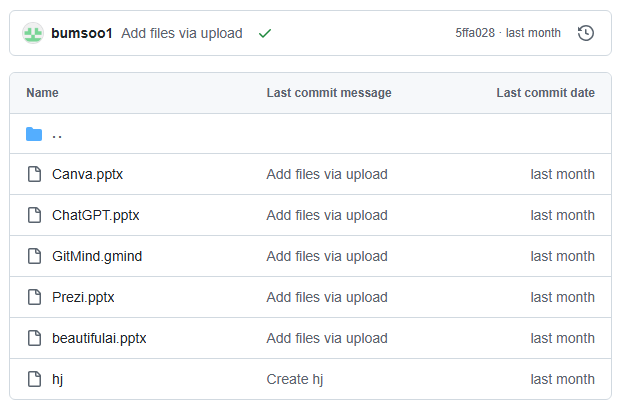 bumsoo1 Add files via upload 5ffa028 · last month
Name Last commit message Last commit date
..
Canva.pptx Add files via upload last month
ChatGPT.pptx Add files via upload last month
GitMind.gmind Add files via upload last month
Prezi.pptx Add files via upload last month
beautifulai.pptx Add files via upload last month
hj Create hj last month